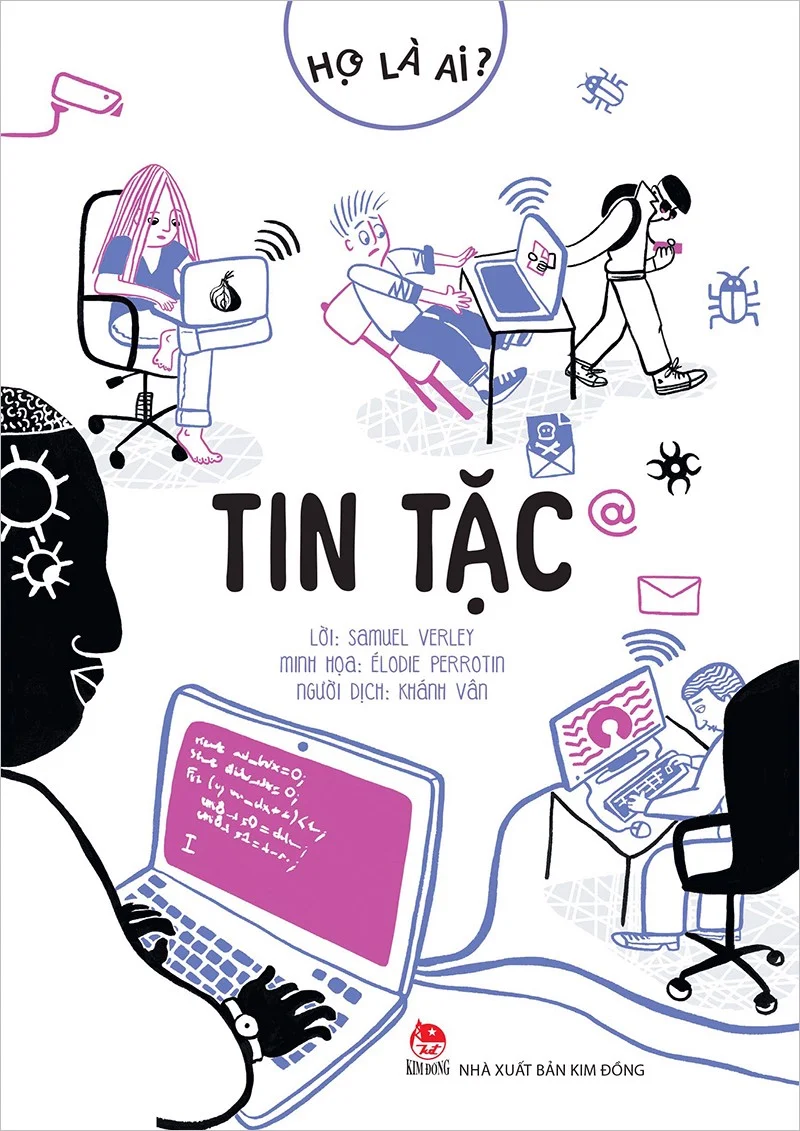 HỌ LÀ AI?
TIN TẶC
@
LỜI: SAMUEL VERLEY
MINH HỌA: ÉLODIE PERROTIN
NGƯỜI DỊCH: KHÁNH VÂN
KIM ĐỒNG
NHÀ XUẤT BẢN KIM ĐỒNG